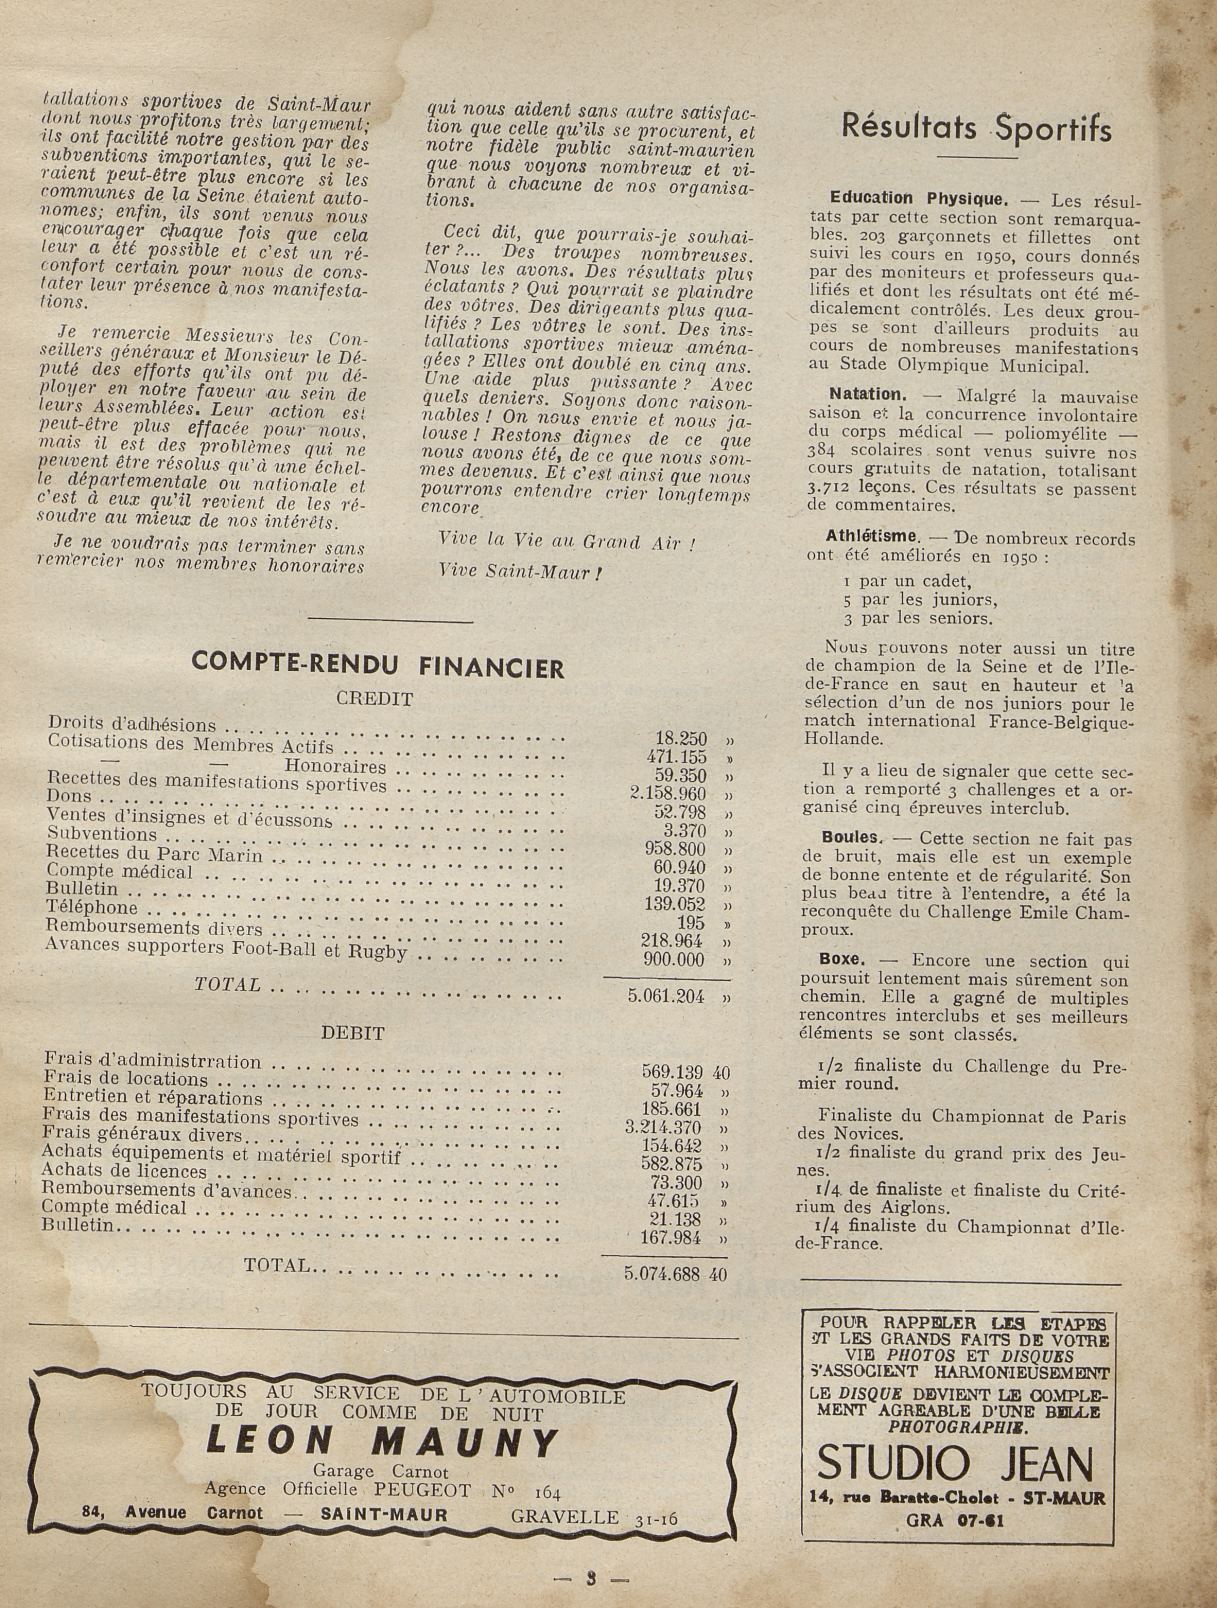 tallations sportives de Saint-Maur
dont nous profitons très largement;
ils ont facilité notre gestion par des
subventions importantes, qui le se-
raient peut-être plus encore si les
communes de la Seine étaient auto-
nomes; enfin, ils sont venus nous
encourager chaque fois que cela
leur a été possible et c'est un ré-
confort certain pour nous de cons-
tater leur présence à nos manifesta-
tions.
Je remercie Messieurs les Con-
seillers généraux et Monsieur le Dé-
puté des efforts qu'ils ont pu dé-
ployer en notre faveur au sein de
leurs Assemblées. Leur action est
peut-être plus effacée pour nous,
mais il est des problèmes qui ne
peuvent être résolus qu'à une échel-
le départementale ou nationale et
c'est à eux qu'il revient de les ré-
soudre au mieux de nos intérêts.
Je ne voudrais pas terminer sans
remercier nos membres honoraires
qui nous aident sans autre satisfac-
tion que celle qu'ils se procurent, et
notre fidèle public saint-maurien
que nous voyons nombreux et vi-
brant à chacune de nos organisa-
tions.
Ceci dit, que pourrais-je souhai-
ter ?... Des troupes nombreuses.
Nous les avons. Des résultats plus
éclatants ? Qui pourrait se plaindre
des vôtres. Des dirigeants plus qua-
lifiés ? Les vôtres le sont. Des ins-
tallations sportives mieux aména-
gées ? Elles ont doublé en cinq ans.
Une aide plus puissante ? Avec
quels deniers. Soyons donc raison-
nables ! On nous envie et nous ja-
louse ! Restons dignes de ce que
nous avons été, de ce que nous som-
mes devenus. Et c'est ainsi que nous
pourrons entendre crier longtemps
encore
Vive la Vie au Grand Air !
Vive Saint-Maur !
COMPTE-RENDU FINANCIER
CREDIT
Droits d'adhésions .. .. .. 18.250 »
Cotisations des Membres Actifs .. .. .. 471.155 »
— — Honoraires .. .. .. 59.350 »
Recettes des manifestations sportives .. .. .. 2.158.960 »
Dons .. .. .. 52.798 »
Ventes d'insignes et d'écussons .. .. .. 3.370 »
Subventions .. .. .. 958.800 »
Recettes du Parc Marin .. .. .. 60.940 »
Compte médical .. .. .. 19.370 »
Bulletin .. .. .. 139.052 »
Téléphone .. .. .. 195 »
Remboursements divers .. .. .. 218.964 »
Avances supporters Foot-Ball et Rugby .. .. .. 900.000 »
TOTAL .. .. .. 5.061.204 »
DEBIT
Frais d'administrration .. .. .. 569.139 40
Frais de locations .. .. .. 57.964 »
Entretien et réparations .. .. .. 185.661 »
Frais des manifestations sportives .. .. .. 3.214.370 »
Frais généraux divers.. .. .. 154.642 »
Achats équipements et matériel sportif .. .. .. 582.875 »
Achats de licences .. .. .. 73.300 »
Remboursements d'avances.. .. .. 47.615 »
Compte médical .. .. .. 21.138 »
Bulletin.. .. .. 167.984 »
TOTAL.. .. .. 5.074.688 40
TOUJOURS AU SERVICE DE L'AUTOMOBILE
DE JOUR COMME DE NUIT
LEON MAUNY
Garage Carnot
Agence Officielle PEUGEOT N° 164
84, Avenue Carnot — SAINT-MAUR GRAVELLE 31-16
Résultats Sportifs
Education Physique. — Les résul-
tats par cette section sont remarqua-
bles. 203 garçonnets et fillettes ont
suivi les cours en 1950, cours donnés
par des moniteurs et professeurs qua-
lifiés et dont les résultats ont été mé-
dicalement contrôlés. Les deux grou-
pes se sont d'ailleurs produits au
cours de nombreuses manifestations
au Stade Olympique Municipal.
Natation. — Malgré la mauvaise
saison et la concurrence involontaire
du corps médical — poliomyélite —
384 scolaires sont venus suivre nos
cours gratuits de natation, totalisant
3.712 leçons. Ces résultats se passent
de commentaires.
Athlétisme. — De nombreux records
ont été améliorés en 1950 :
1 par un cadet,
5 par les juniors,
3 par les seniors.
Nous pouvons noter aussi un titre
de champion de la Seine et de l'Ile-
de-France en saut en hauteur et 'a
sélection d'un de nos juniors pour le
match international France-Belgique-
Hollande.
Il y a lieu de signaler que cette sec-
tion a remporté 3 challenges et a or-
ganisé cinq épreuves interclub.
Boules. — Cette section ne fait pas
de bruit, mais elle est un exemple
de bonne entente et de régularité. Son
plus beau titre à l'entendre, a été la
reconquête du Challenge Emile Cham-
proux.
Boxe. — Encore une section qui
poursuit lentement mais sûrement son
chemin. Elle a gagné de multiples
rencontres interclubs et ses meilleurs
éléments se sont classés.
1/2 finaliste du Challenge du Pre-
mier round.
Finaliste du Championnat de Paris
des Novices.
1/2 finaliste du grand prix des Jeu-
nes.
1/4 de finaliste et finaliste du Crité-
rium des Aiglons.
1/4 finaliste du Championnat d'Ile-
de-France.
POUR RAPPELER LES ETAPES
ET LES GRANDS FAITS DE VOTRE
VIE PHOTOS ET DISQUES
S'ASSOCIENT HARMONIEUSEMENT
LE DISQUE DEVIENT LE COMPLE-
MENT AGREABLE D'UNE BELLE
PHOTOGRAPHIE.
STUDIO JEAN
14, rue Baratte-Cholet - ST-MAUR
GRA 07-61
— 3 —